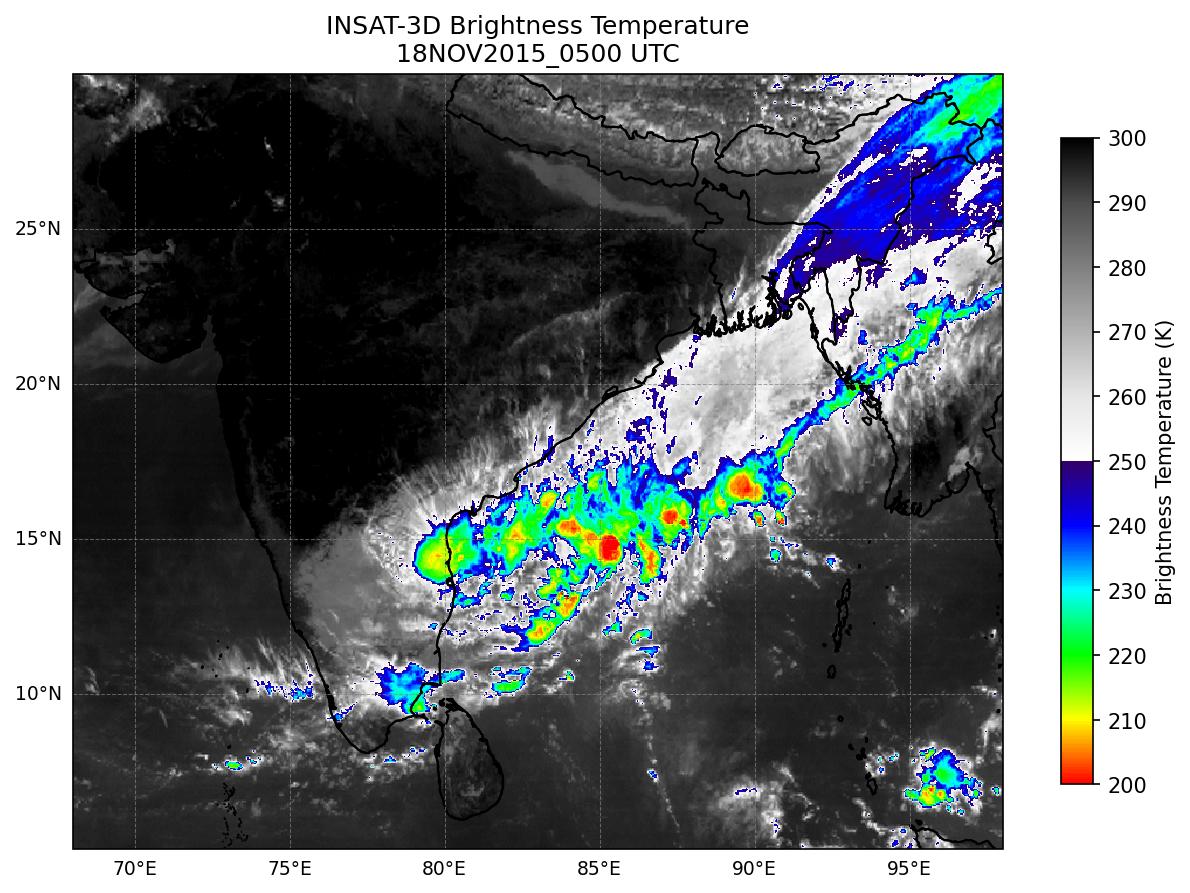 INSAT-3D Brightness Temperature
18NOV2015_0500 UTC
25°N
20°N
15°N
10°N
70°E
75°E
80°E
85°E
90°E
95°E
300
290
280
270
260
250
240
230
220
210
200
Brightness Temperature (K)